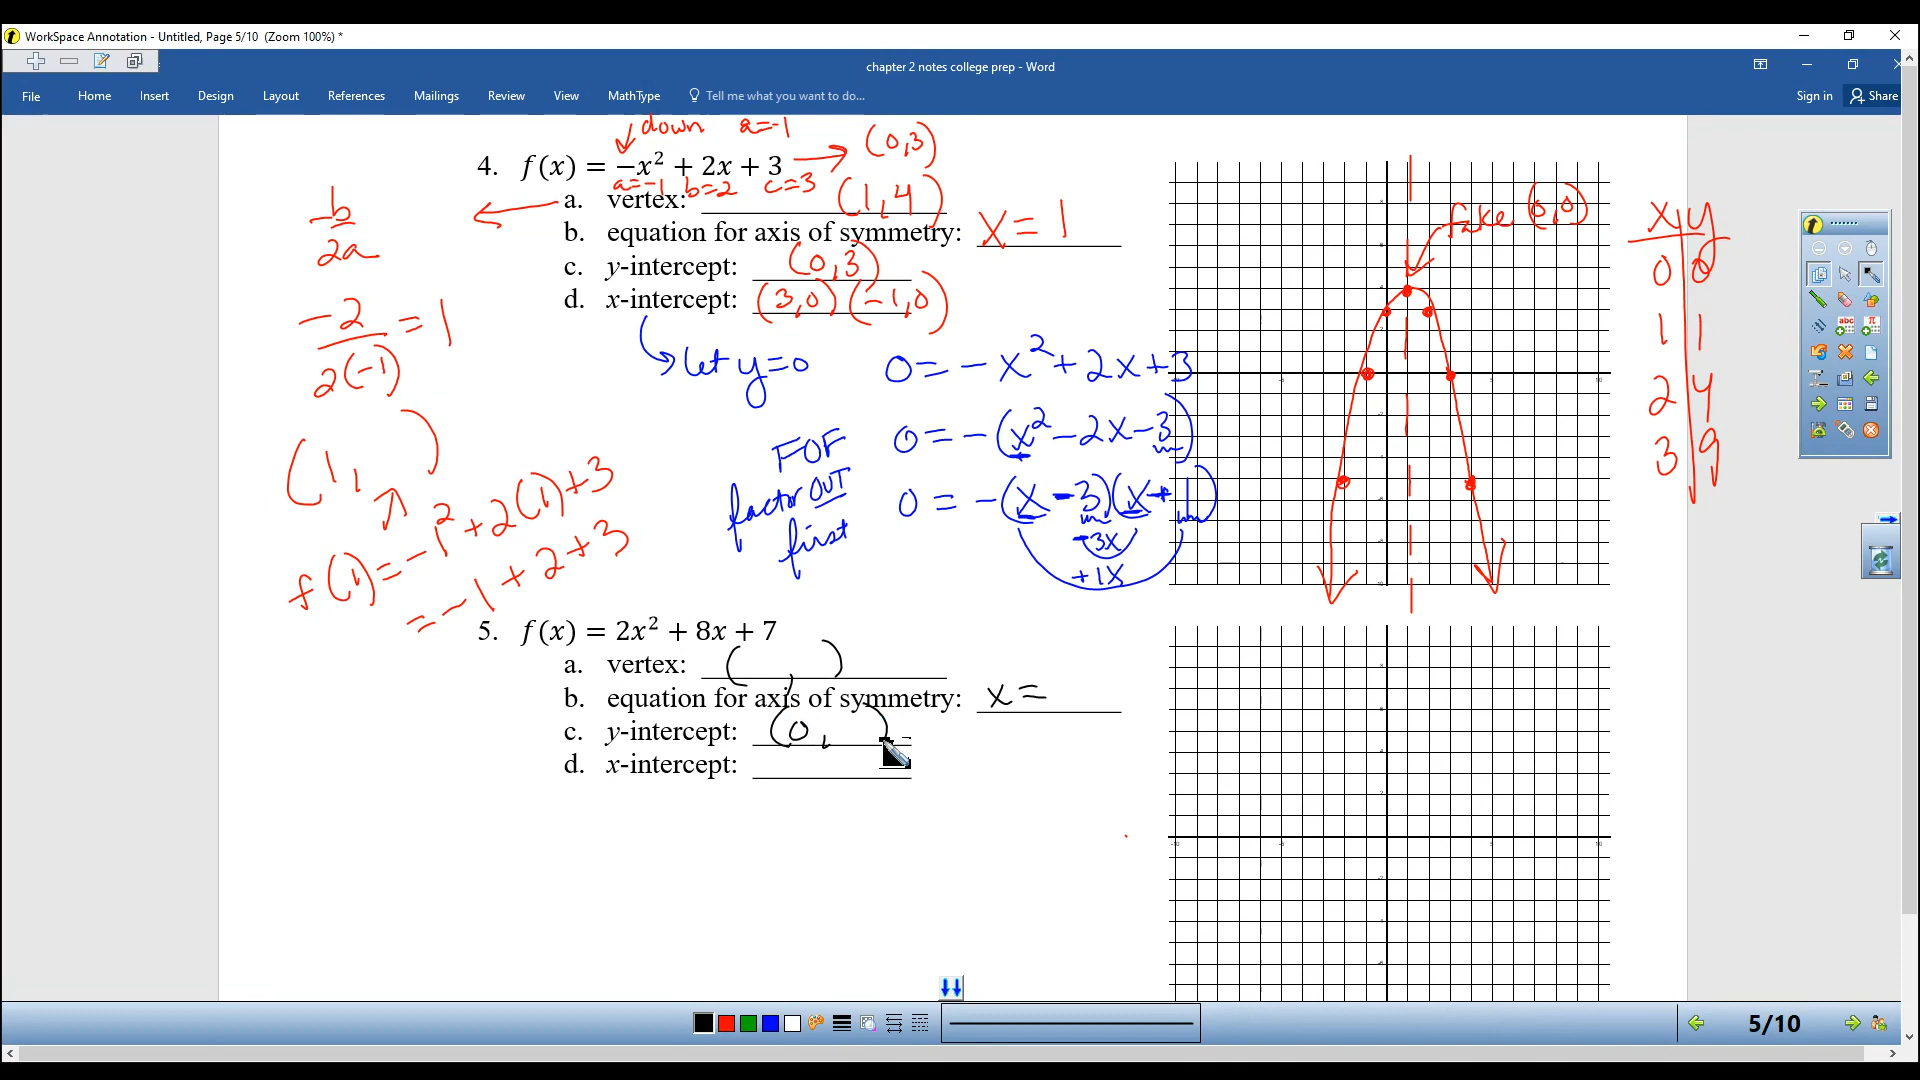 WorkSpace Annotation - Untitled, Page 5/10 (Zoom 100%) *
chapter 2 notes college prep - Word
File Home Insert Design Layout References Mailings Review View MathType Tell me what you want to do... Sign in Share
down a=-1
4. f(x) = −x² + 2x + 3 → (0,3)
a=-1 b=2 c=3
a. vertex: (1,4)
b. equation for axis of symmetry: x = 1
c. y-intercept: (0,3)
d. x-intercept: (3,0) (-1,0)
-b
2a
-2 = 1
2(-1)
(1, )
f(1) = -1² + 2(1) + 3
= -1 + 2 + 3
let y=0
0 = -x² + 2x + 3
0 = -(x² - 2x - 3)
0 = -(x - 3)(x + 1)
-3x
+1x
FOF
factor OUT
first
fake (0,0)
x y
0 0
1 1
2 4
3 9
5. f(x) = 2x² + 8x + 7
a. vertex: ( , )
b. equation for axis of symmetry: x =
c. y-intercept: (0, )
d. x-intercept:
5/10